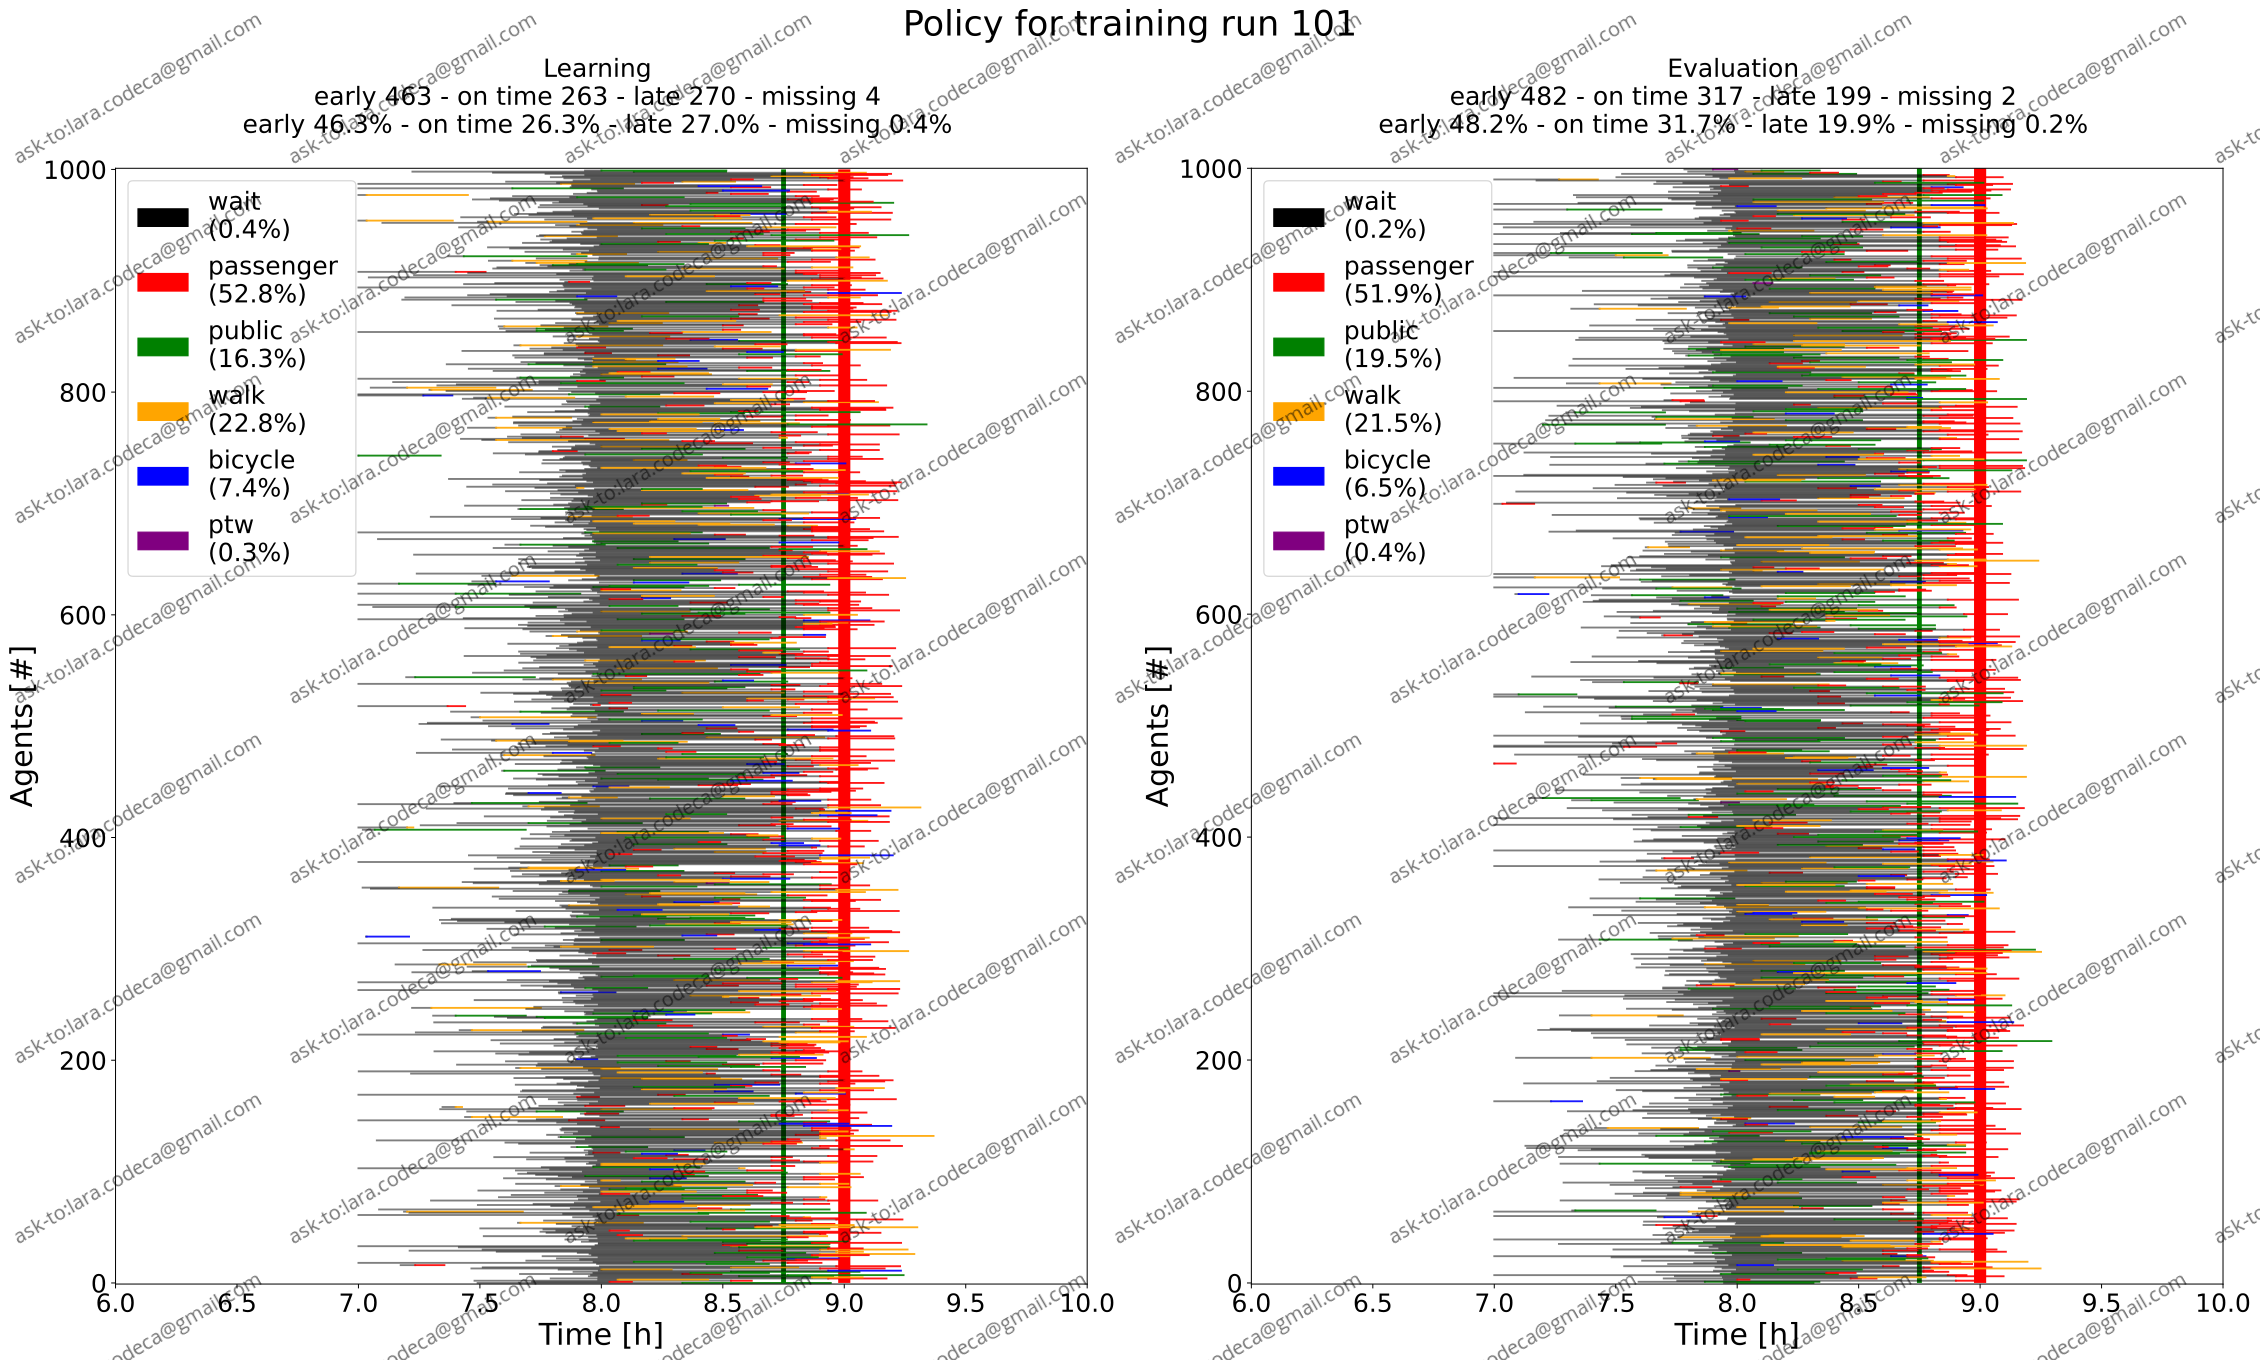 Policy for training run 101
Learning
early 463 - on time 263 - late 270 - missing 4
early 46.3% - on time 26.3% - late 27.0% - missing 0.4%
1000
800
600
400
200
0
Agents [#]
wait
(0.4%)
passenger
(52.8%)
public
(16.3%)
walk
(22.8%)
bicycle
(7.4%)
ptw
(0.3%)
6.0 6.5 7.0 7.5 8.0 8.5 9.0 9.5 10.0
Time [h]
Evaluation
early 482 - on time 317 - late 199 - missing 2
early 48.2% - on time 31.7% - late 19.9% - missing 0.2%
1000
800
600
400
200
0
Agents [#]
wait
(0.2%)
passenger
(51.9%)
public
(19.5%)
walk
(21.5%)
bicycle
(6.5%)
ptw
(0.4%)
6.0 6.5 7.0 7.5 8.0 8.5 9.0 9.5 10.0
Time [h]
ask-to:lara.codeca@gmail.com